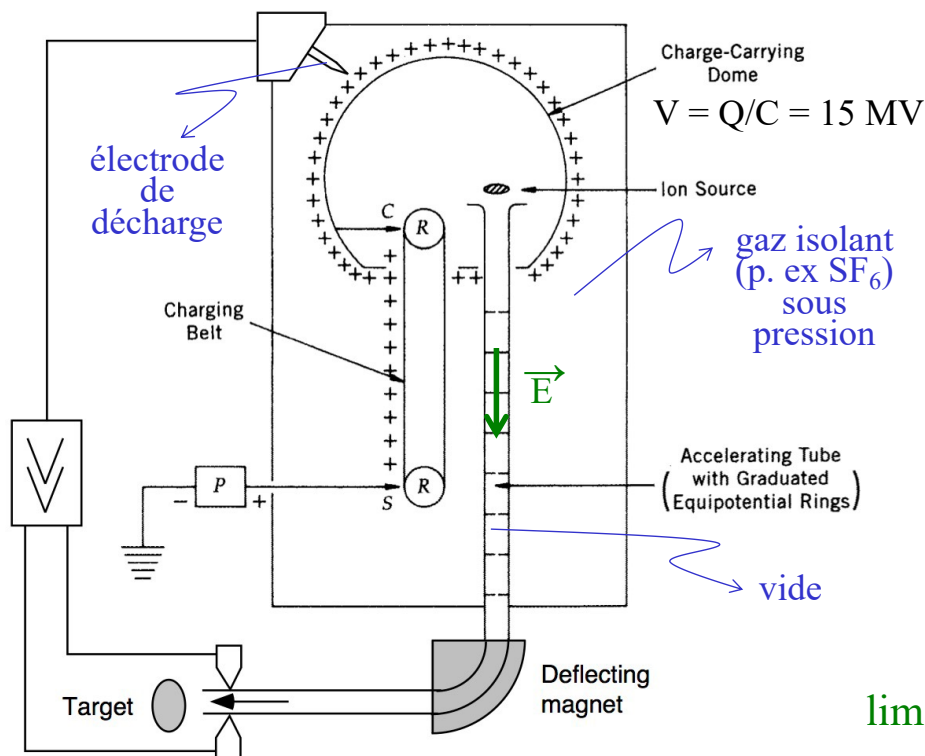 Charge-Carrying
Dome
V = Q/C = 15 MV
électrode
de
décharge
Ion Source
C
R
gaz isolant
(p. ex SF₆)
sous
pression
Charging
Belt
E
Accelerating Tube
with Graduated
Equipotential Rings
P
S
R
vide
Deflecting
magnet
Target
lim